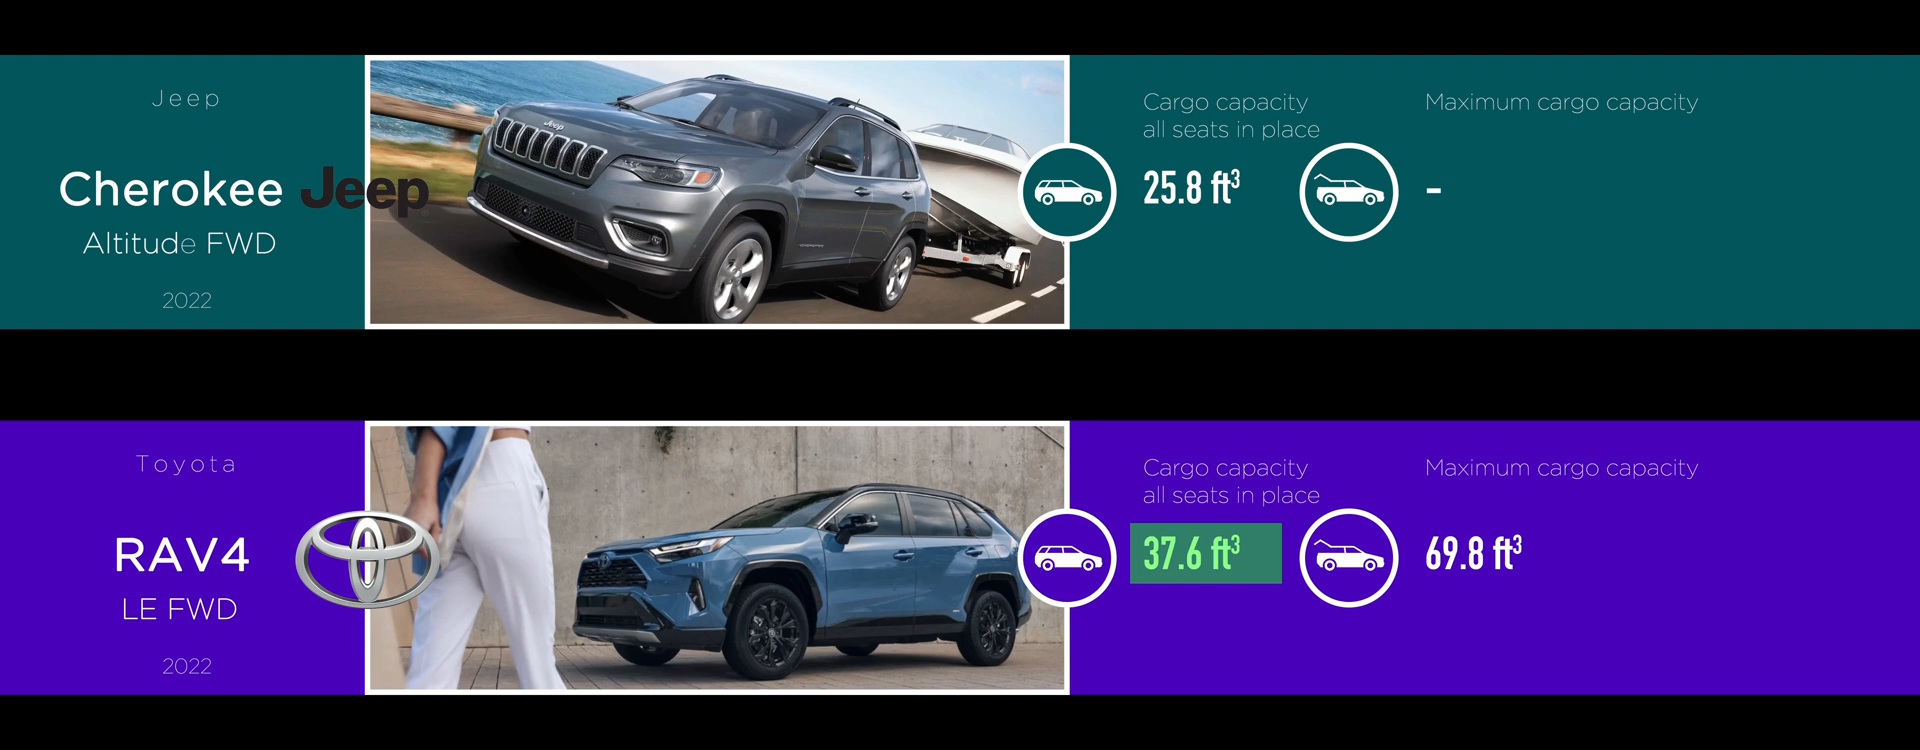 Jeep
Cherokee
Jeep
Altitude FWD
2022
Jeep
Cargo capacity
all seats in place
25.8 ft³
Maximum cargo capacity
-
Toyota
RAV4
LE FWD
2022
Cargo capacity
all seats in place
37.6 ft³
Maximum cargo capacity
69.8 ft³